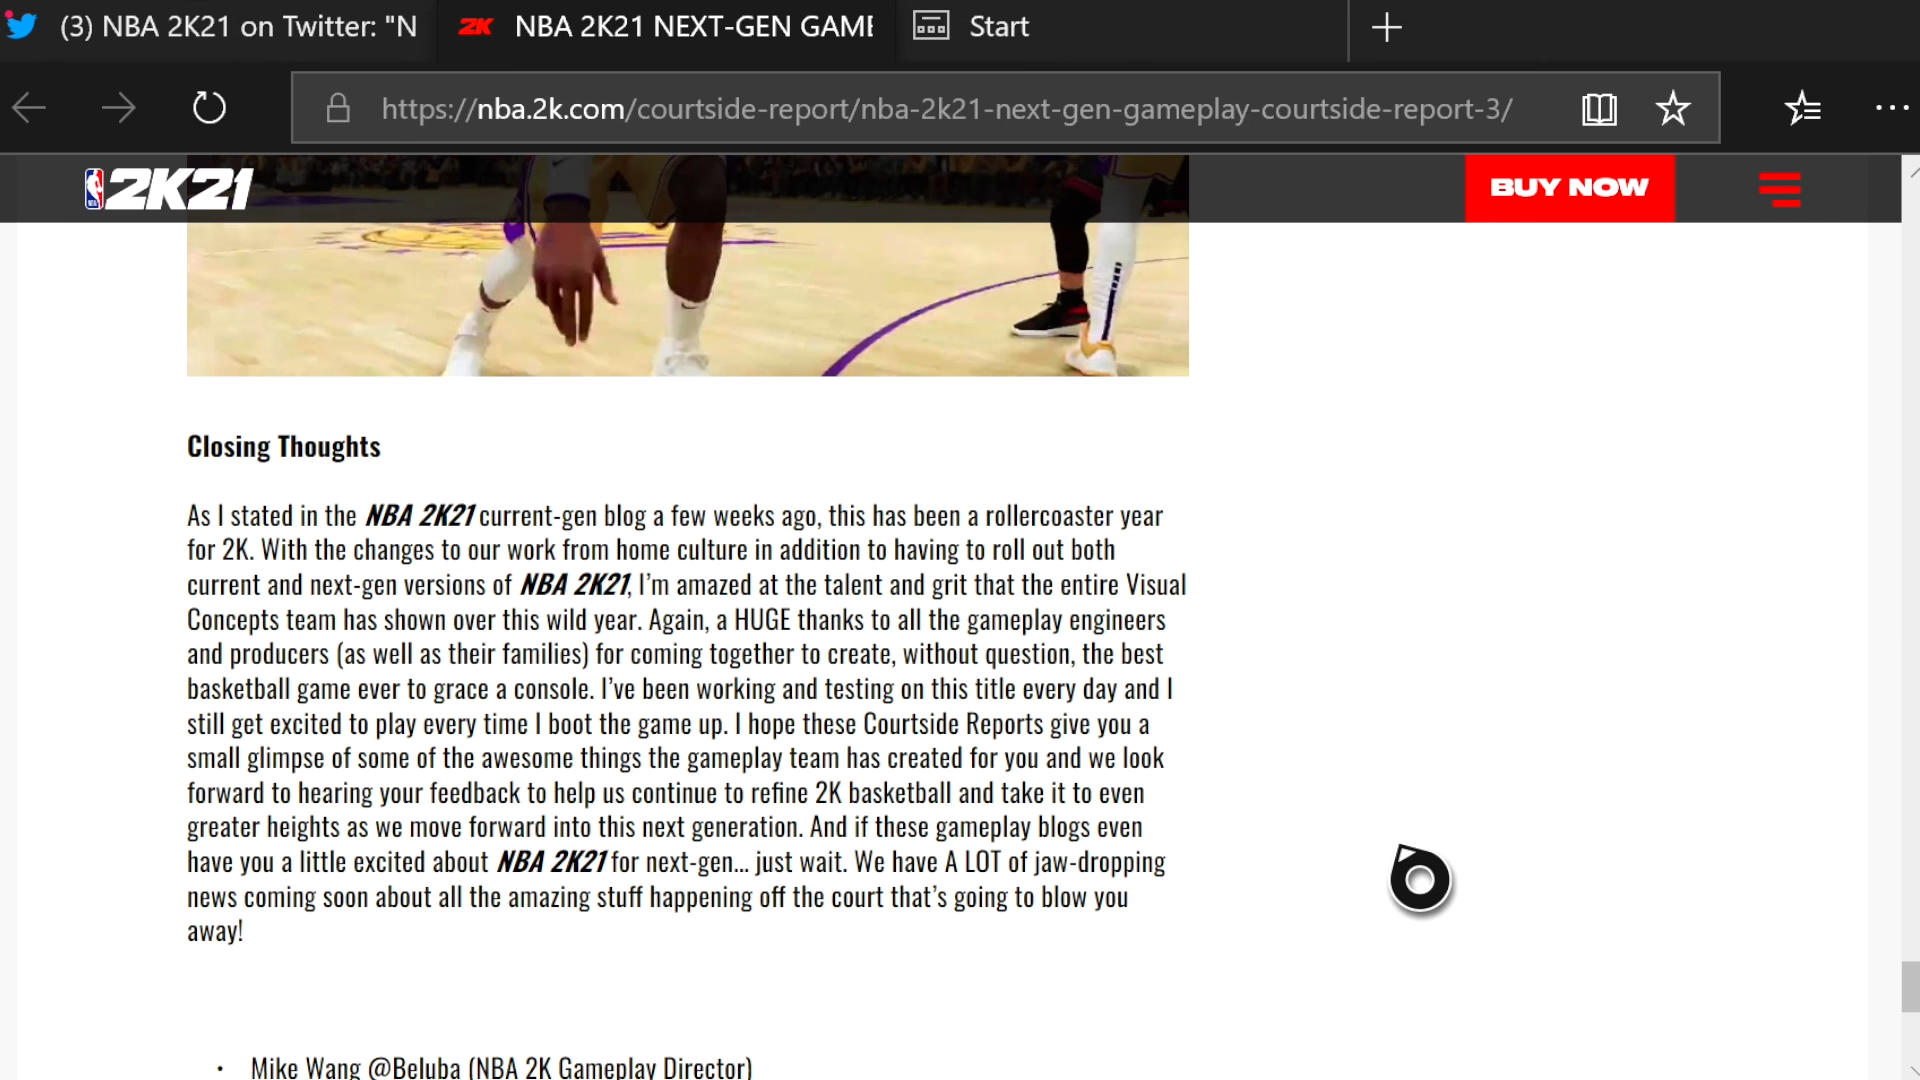 (3) NBA 2K21 on Twitter: "N
2K NBA 2K21 NEXT-GEN GAME
Start
https://nba.2k.com/courtside-report/nba-2k21-next-gen-gameplay-courtside-report-3/
2K21
BUY NOW
Closing Thoughts
As I stated in the NBA 2K21 current-gen blog a few weeks ago, this has been a rollercoaster year
for 2K. With the changes to our work from home culture in addition to having to roll out both
current and next-gen versions of NBA 2K21, I'm amazed at the talent and grit that the entire Visual
Concepts team has shown over this wild year. Again, a HUGE thanks to all the gameplay engineers
and producers (as well as their families) for coming together to create, without question, the best
basketball game ever to grace a console. I've been working and testing on this title every day and I
still get excited to play every time I boot the game up. I hope these Courtside Reports give you a
small glimpse of some of the awesome things the gameplay team has created for you and we look
forward to hearing your feedback to help us continue to refine 2K basketball and take it to even
greater heights as we move forward into this next generation. And if these gameplay blogs even
have you a little excited about NBA 2K21 for next-gen... just wait. We have A LOT of jaw-dropping
news coming soon about all the amazing stuff happening off the court that's going to blow you
away!
• Mike Wang @Beluba (NBA 2K Gameplay Director)